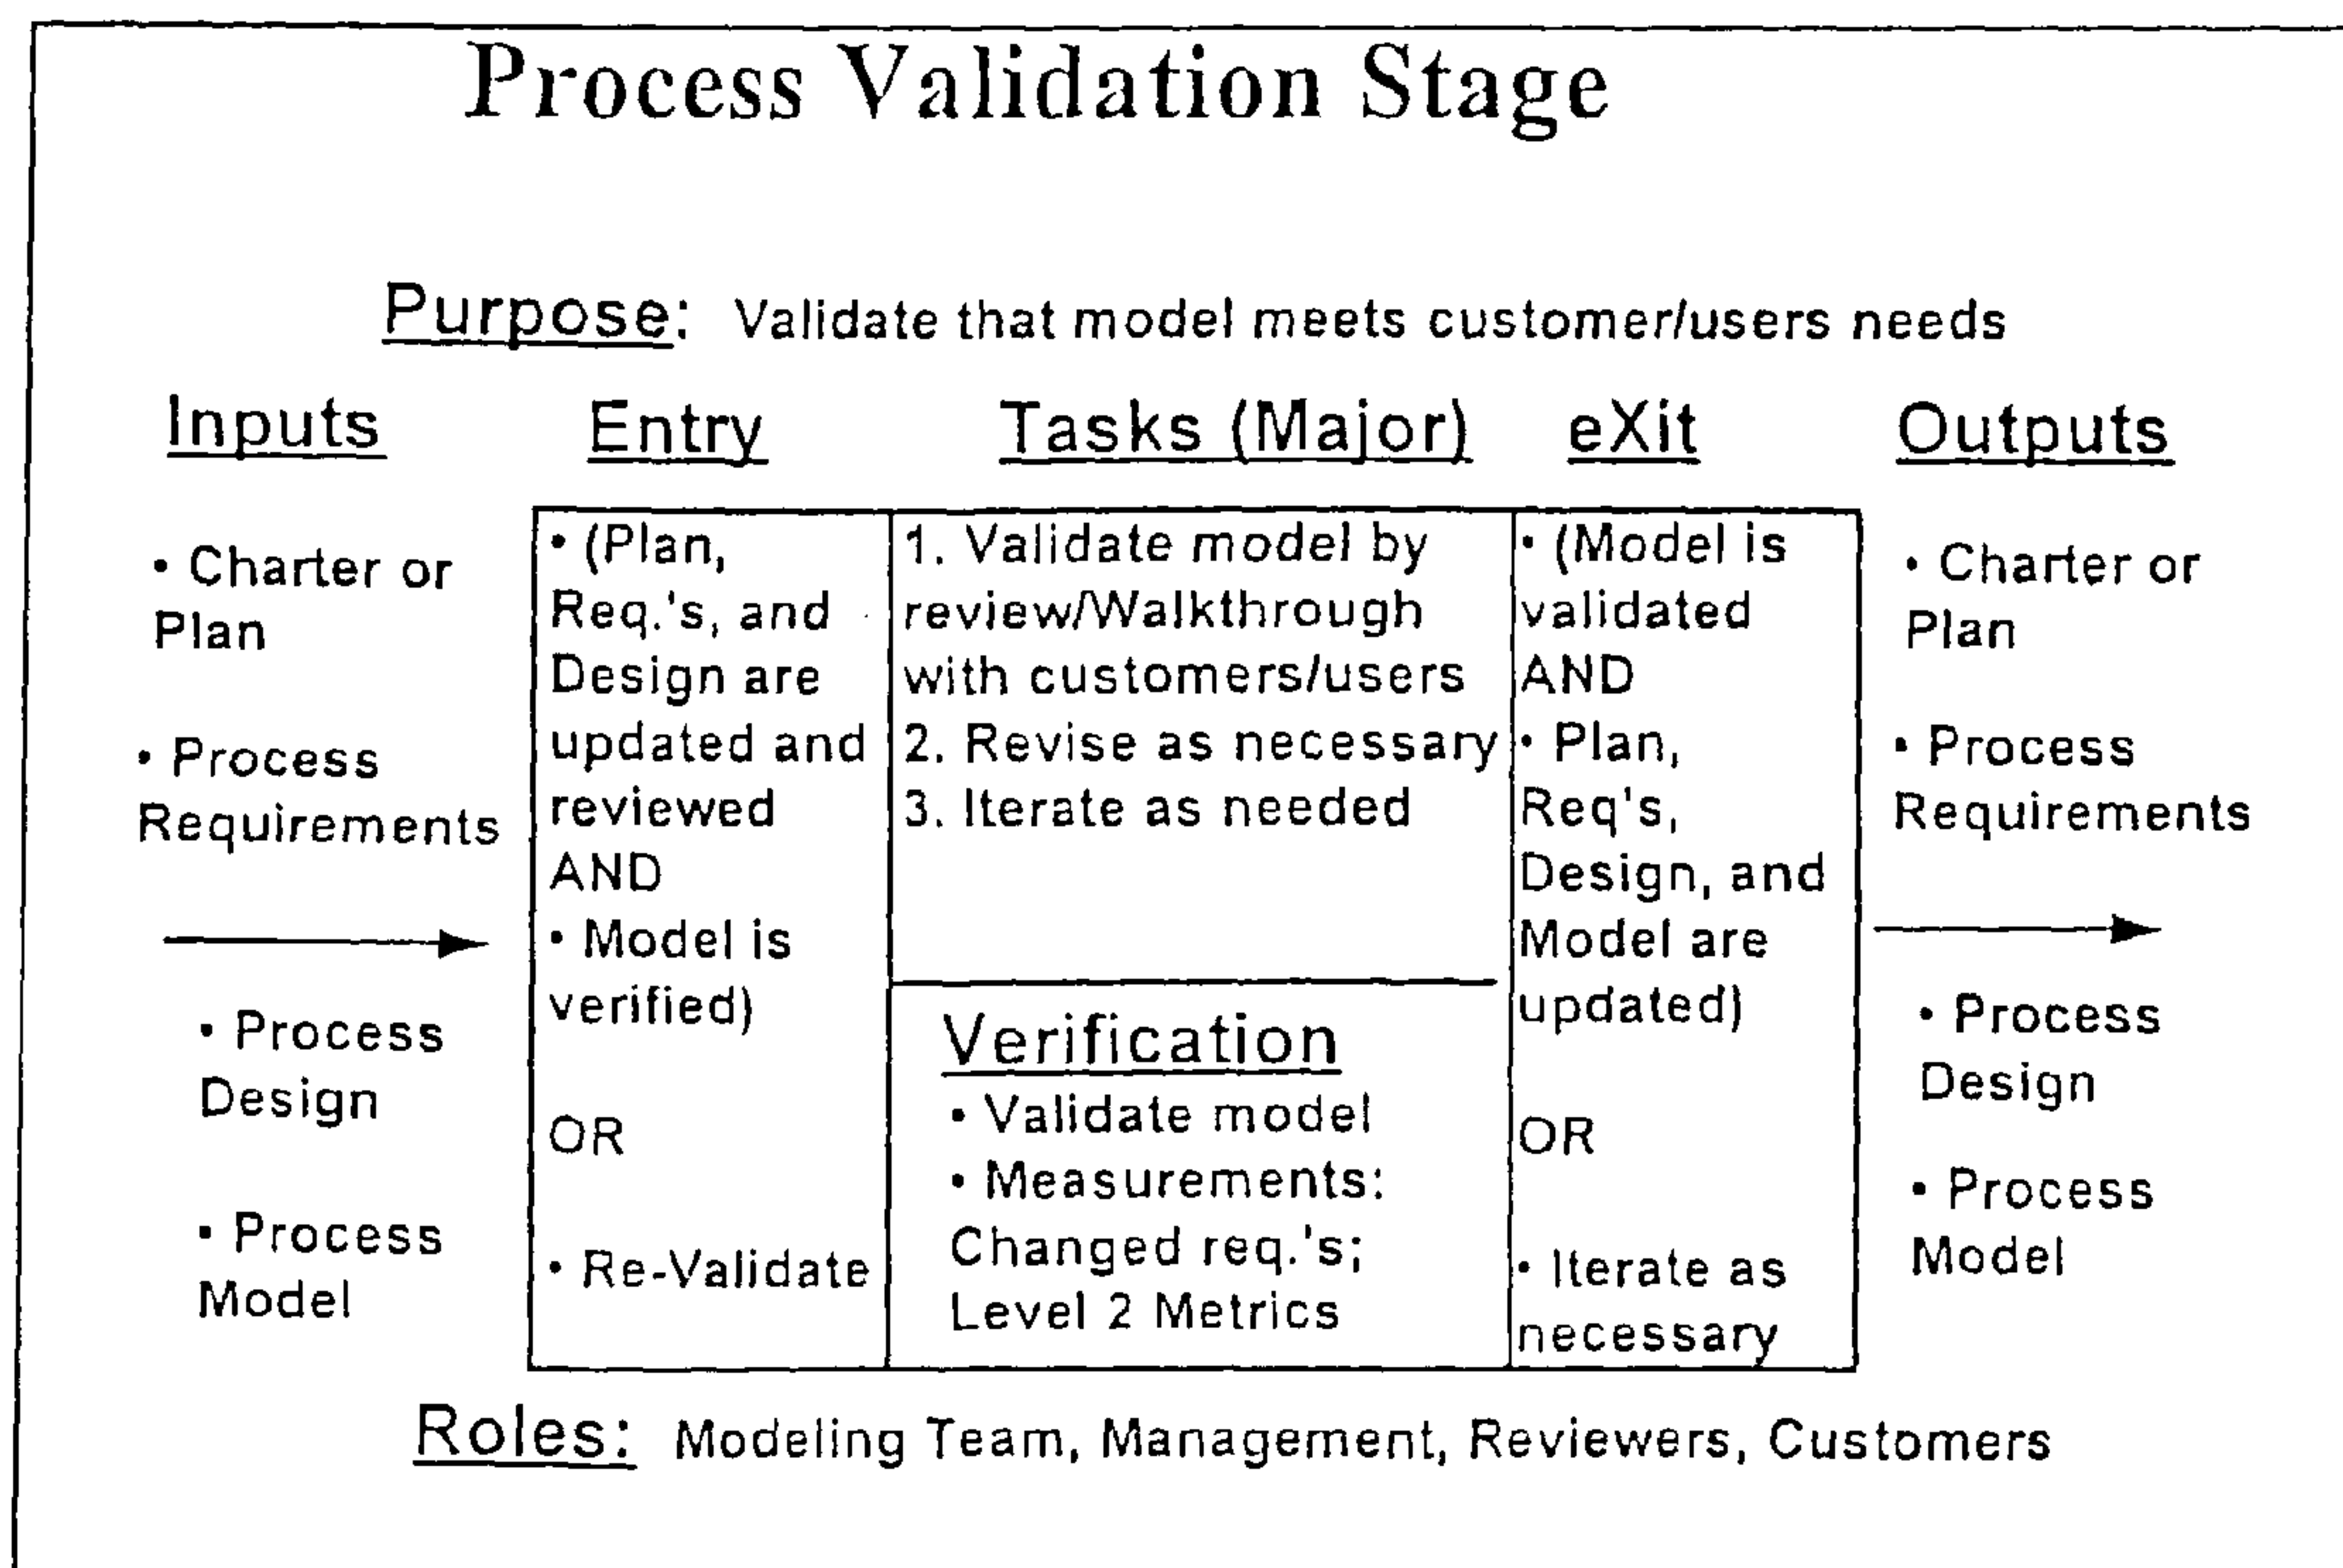 Process Validation Stage
Purpose: Validate that model meets customer/users needs
Inputs
• Charter or
Plan
• Process
Requirements
• Process
Design
• Process
Model
Entry
• (Plan,
Req.'s, and
Design are
updated and
reviewed
AND
• Model is
verified)
OR
• Re-Validate
Tasks (Major)
1. Validate model by
review/Walkthrough
with customers/users
2. Revise as necessary
3. Iterate as needed
Verification
• Validate model
• Measurements:
Changed req.'s;
Level 2 Metrics
eXit
• (Model is
validated
AND
• Plan,
Req's,
Design, and
Model are
updated)
OR
• Iterate as
necessary
Outputs
• Charter or
Plan
• Process
Requirements
• Process
Design
• Process
Model
Roles: Modeling Team, Management, Reviewers, Customers